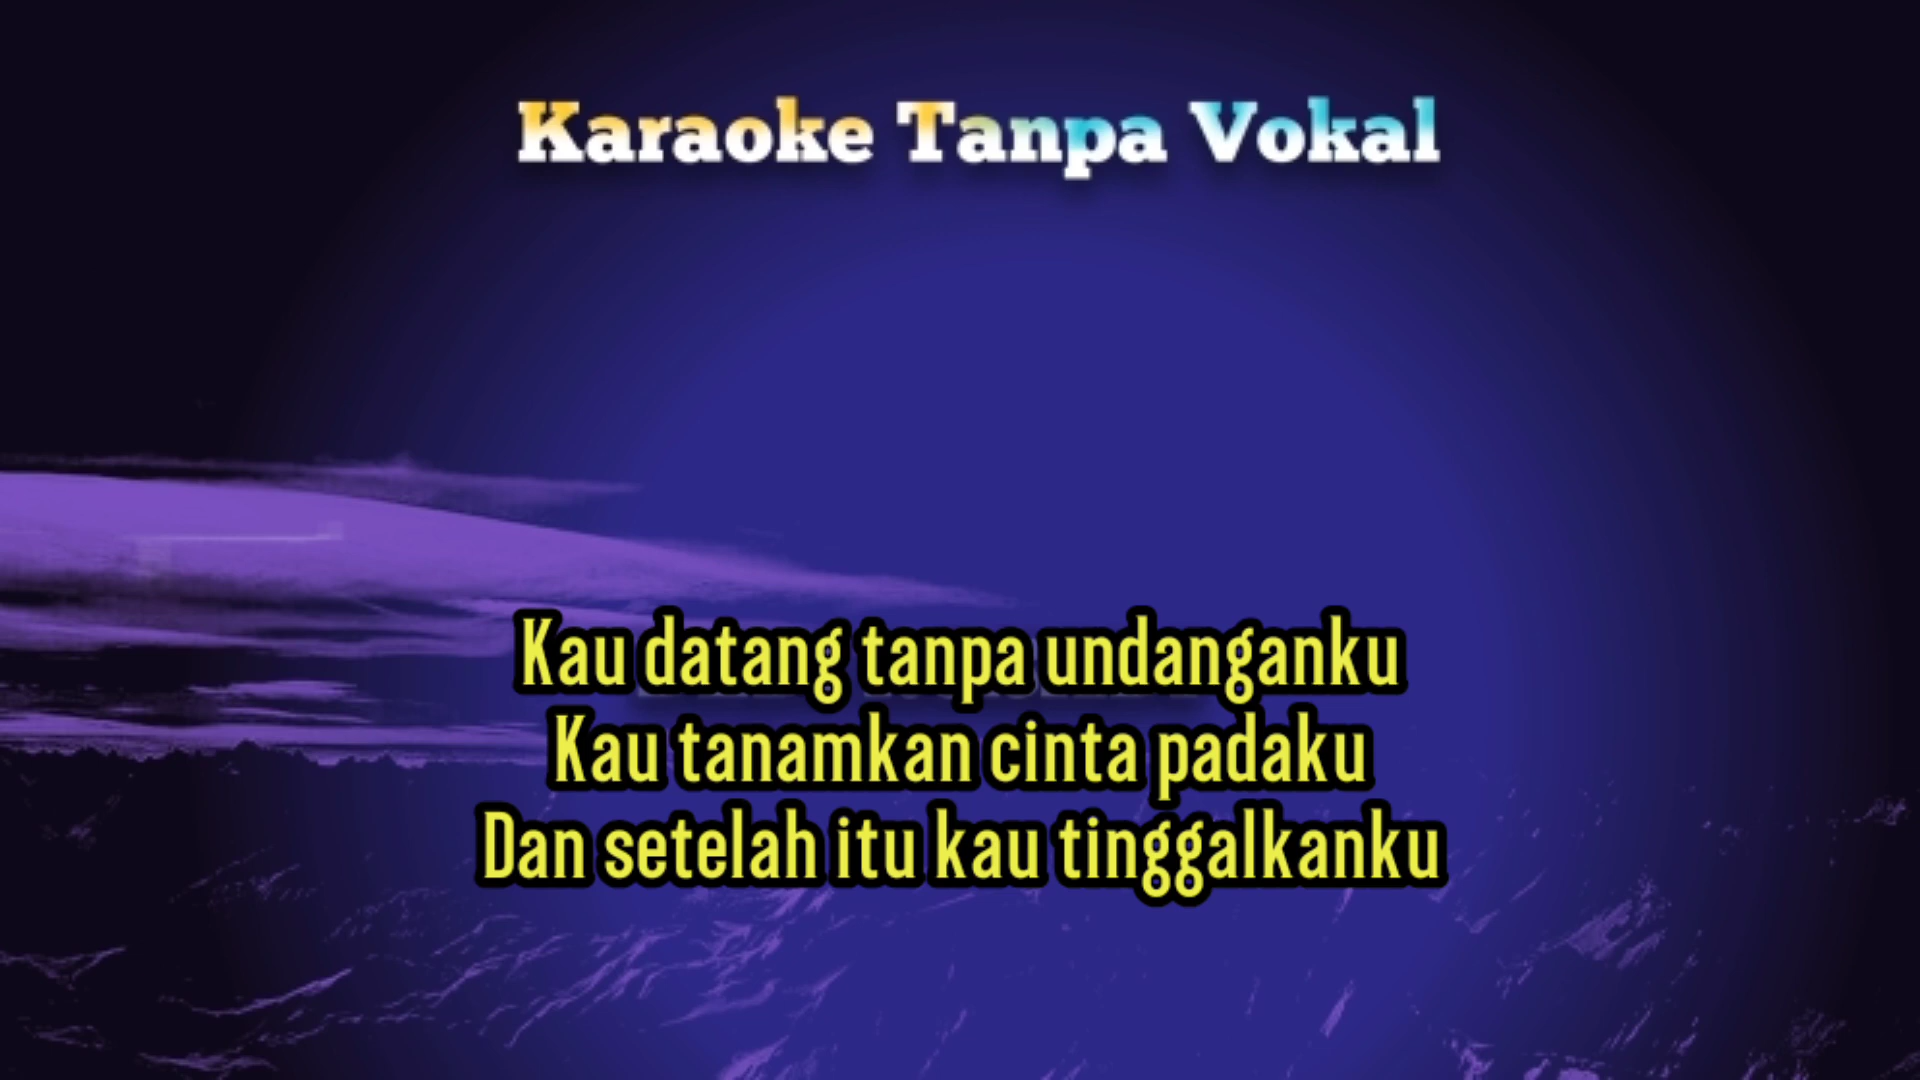 Karaoke Tanpa Vokal
Kau datang tanpa undanganku
Kau tanamkan cinta padaku
Dan setelah itu kau tinggalkanku